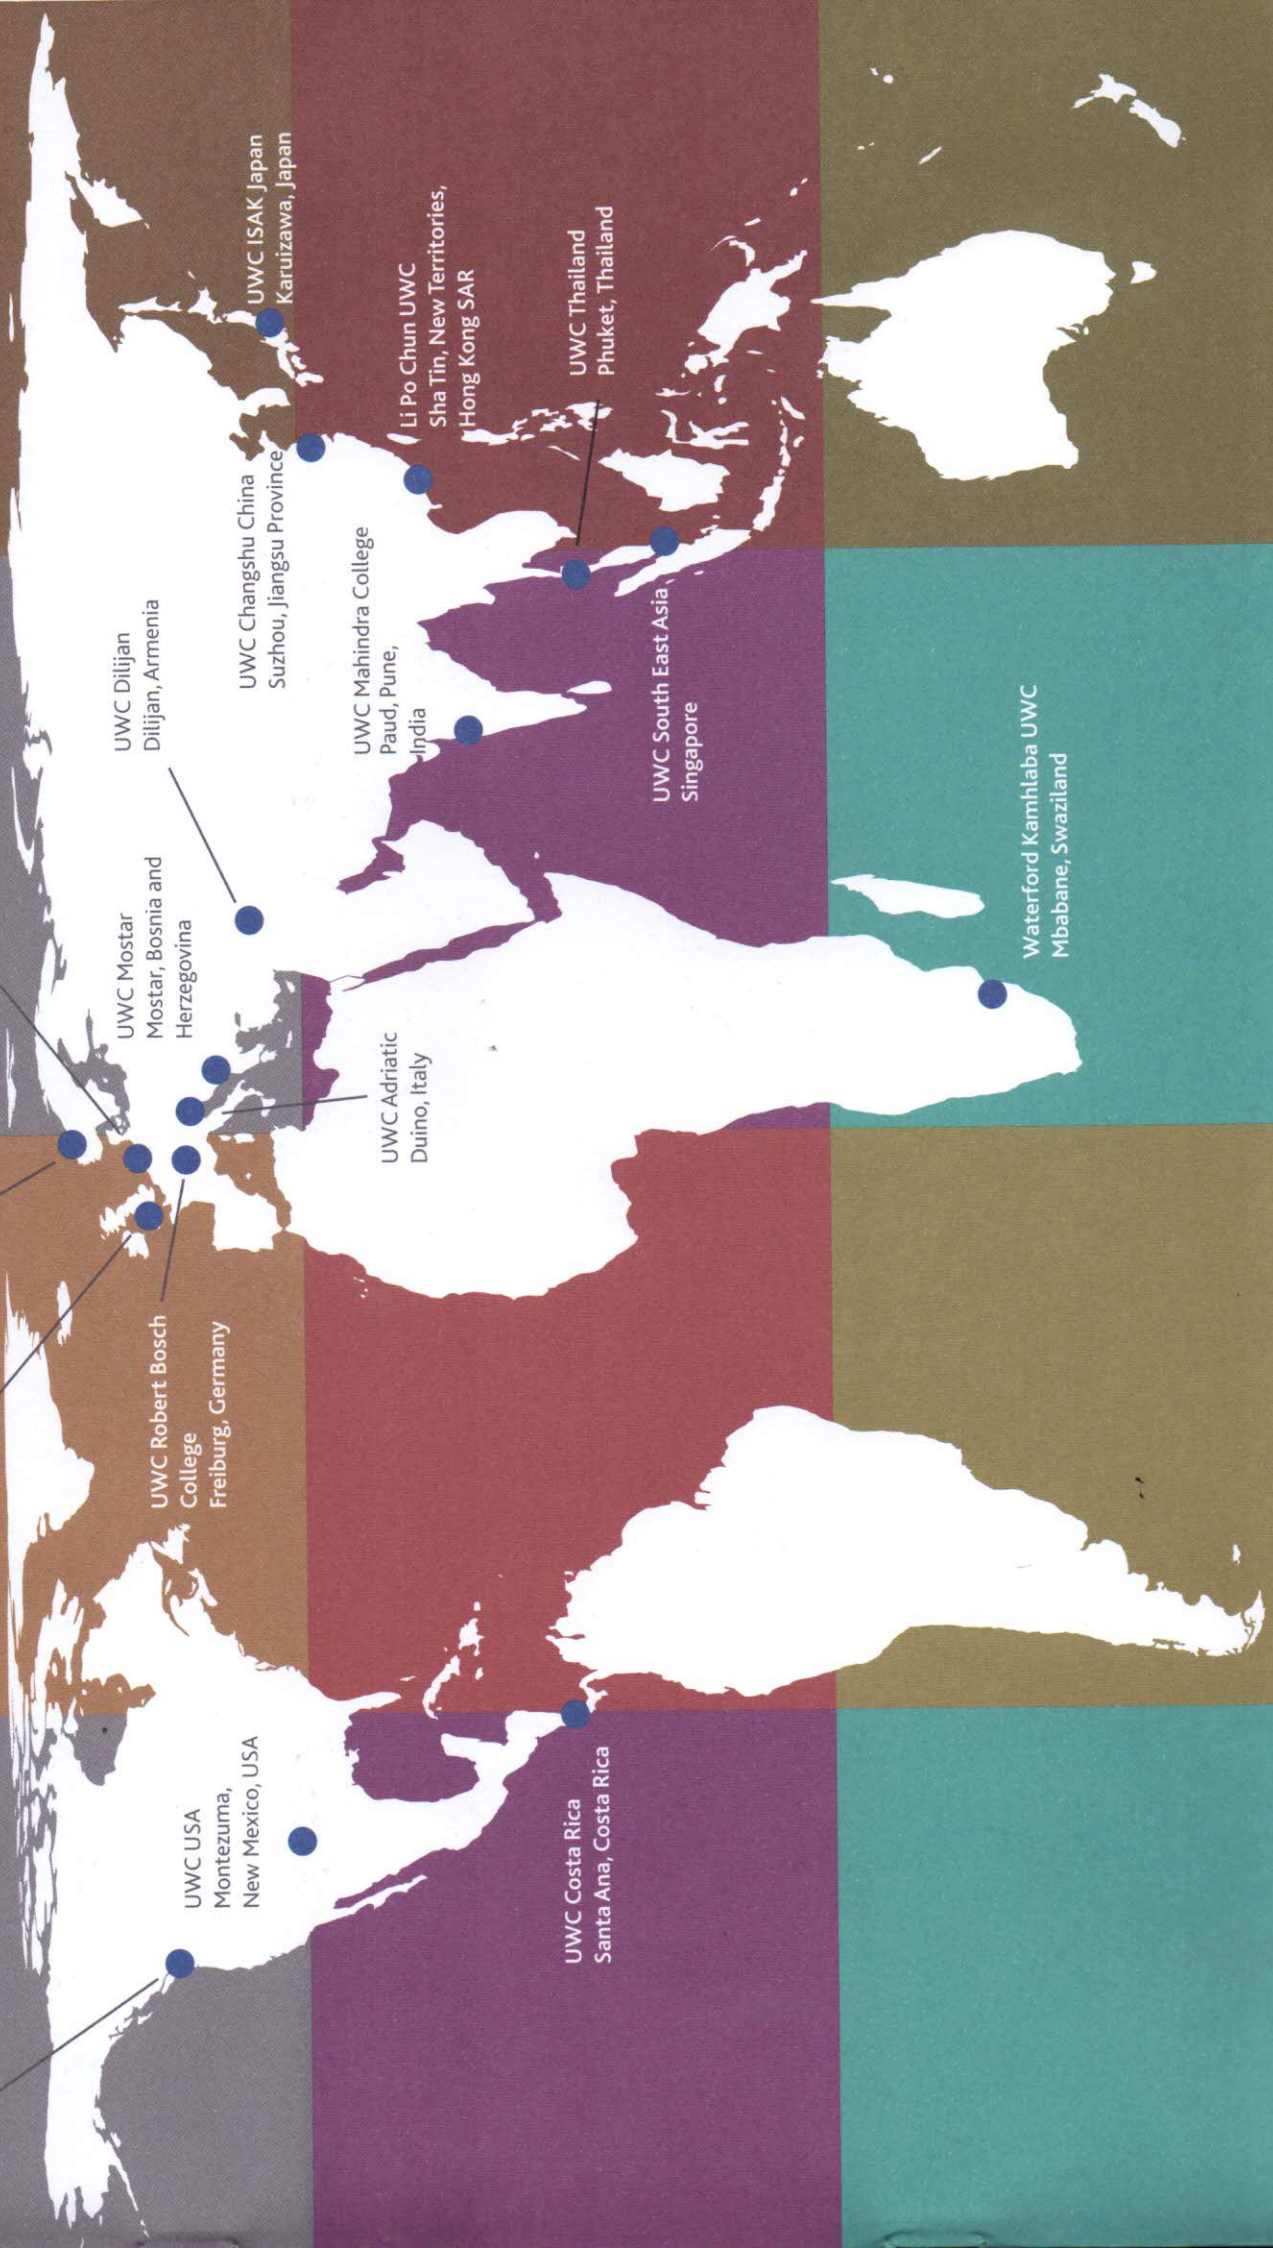 UWC USA
Montezuma,
New Mexico, USA
UWC Costa Rica
Santa Ana, Costa Rica
UWC Robert Bosch
College
Freiburg, Germany
UWC Adriatic
Duino, Italy
UWC Mostar
Mostar, Bosnia and
Herzegovina
UWC Dilijan
Dilijan, Armenia
Waterford Kamhlaba UWC
Mbabane, Swaziland
UWC Mahindra College
Paud, Pune,
India
UWC South East Asia
Singapore
UWC Changshu China
Suzhou, Jiangsu Province
Li Po Chun UWC
Sha Tin, New Territories,
Hong Kong SAR
UWC Thailand
Phuket, Thailand
UWC ISAK Japan
Karuizawa, Japan